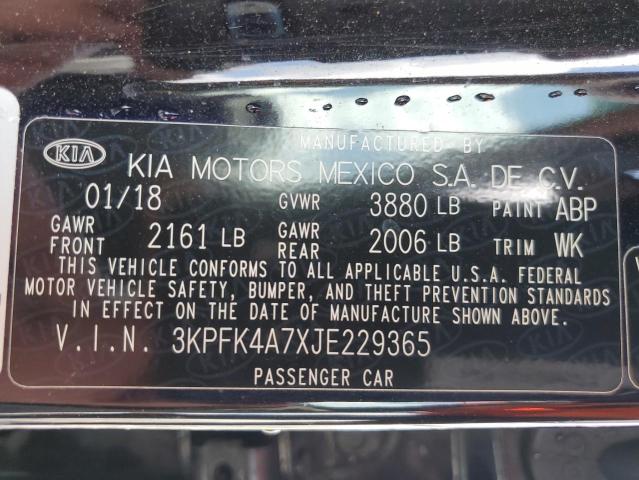 MANUFACTURED BY
KIA KIA MOTORS MEXICO S.A. DE C.V.
01/18 GVWR 3880 LB PAINT ABP
GAWR FRONT 2161 LB GAWR REAR 2006 LB TRIM WK
THIS VEHICLE CONFORMS TO ALL APPLICABLE U.S.A. FEDERAL
MOTOR VEHICLE SAFETY, BUMPER, AND THEFT PREVENTION STANDARDS
IN EFFECT ON THE DATE OF MANUFACTURE SHOWN ABOVE.
V.I.N. 3KPFK4A7XJE229365
PASSENGER CAR